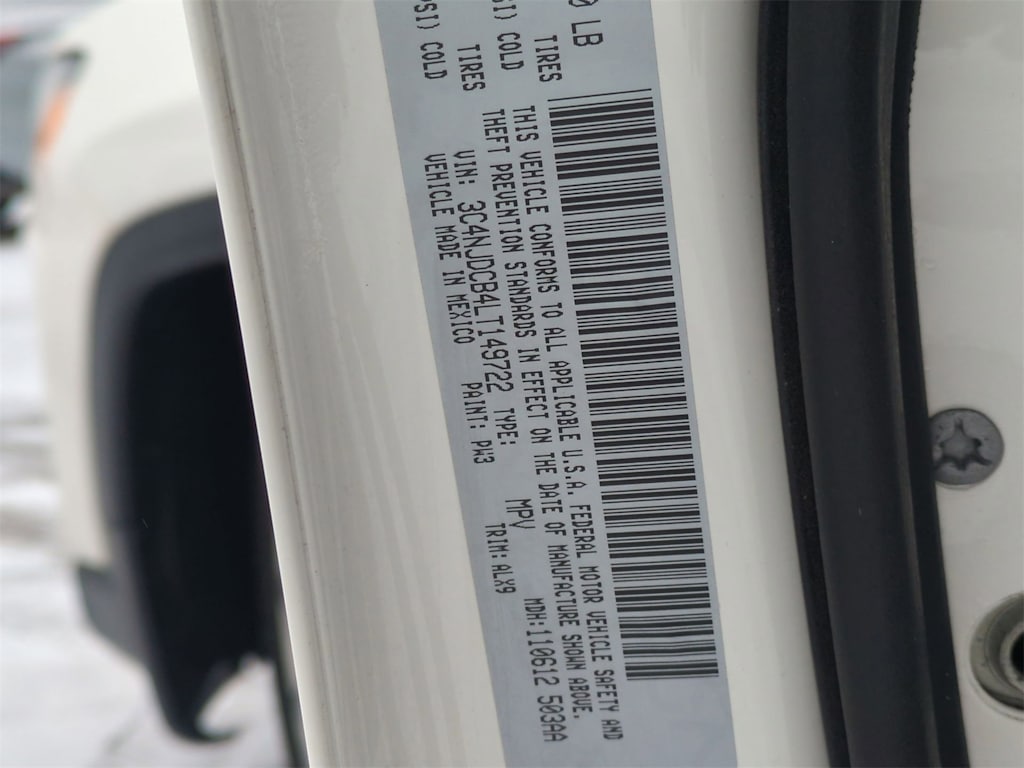 0 LB
TIRES
SI) COLD
THIS VEHICLE CONFORMS TO ALL APPLICABLE U.S.A. FEDERAL MOTOR VEHICLE SAFETY AND
THEFT PREVENTION STANDARDS IN EFFECT ON THE DATE OF MANUFACTURE SHOWN ABOVE.
TIRES
PSI) COLD
VIN: 3C4NJDCB4LT149722 TYPE: MPV MDH:110612 503AA
VEHICLE MADE IN MEXICO PAINT: PW3 TRIM:ALX9